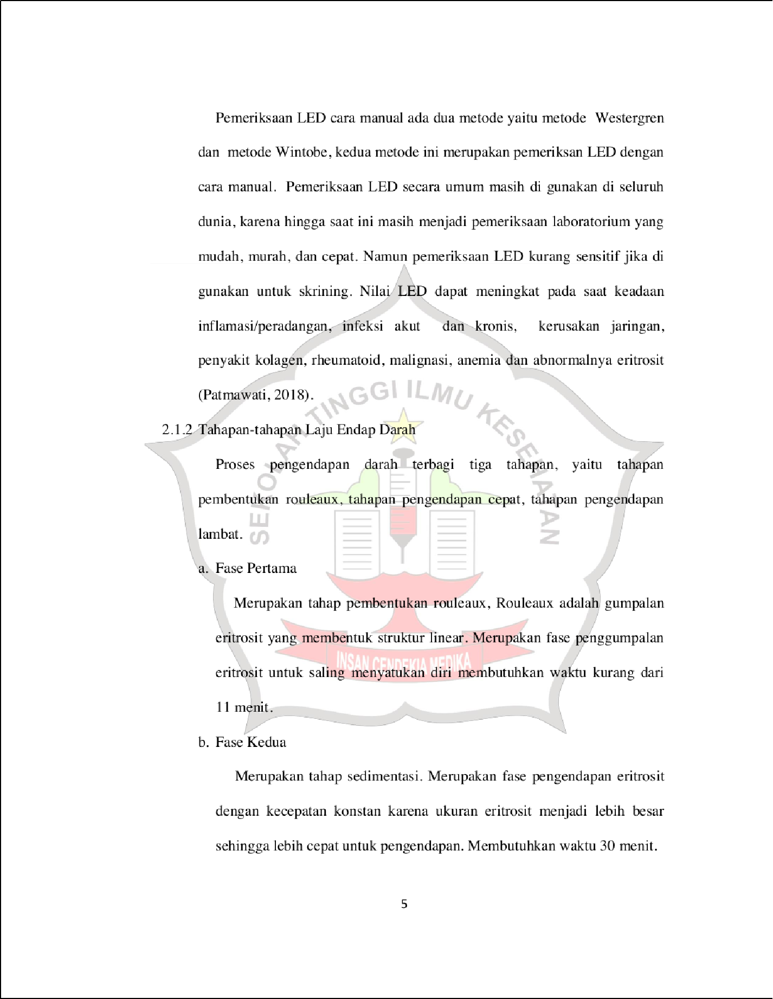 Pemeriksaan LED cara manual ada dua metode yaitu metode  Westergren
dan  metode Wintobe, kedua metode ini merupakan pemeriksan LED dengan
cara manual.  Pemeriksaan LED secara umum masih di gunakan di seluruh
dunia, karena hingga saat ini masih menjadi pemeriksaan laboratorium yang
mudah, murah, dan cepat. Namun pemeriksaan LED kurang sensitif jika di
gunakan untuk skrining. Nilai LED dapat meningkat pada saat keadaan
inflamasi/peradangan, infeksi akut  dan kronis,  kerusakan jaringan,
penyakit kolagen, rheumatoid, malignasi, anemia dan abnormalnya eritrosit
(Patmawati, 2018).
2.1.2 Tahapan-tahapan Laju Endap Darah
Proses pengendapan darah terbagi tiga tahapan, yaitu tahapan
pembentukan rouleaux, tahapan pengendapan cepat, tahapan pengendapan
lambat.
a. Fase Pertama
Merupakan tahap pembentukan rouleaux, Rouleaux adalah gumpalan
eritrosit yang membentuk struktur linear. Merupakan fase penggumpalan
eritrosit untuk saling menyatukan diri membutuhkan waktu kurang dari
11 menit.
b. Fase Kedua
Merupakan tahap sedimentasi. Merupakan fase pengendapan eritrosit
dengan kecepatan konstan karena ukuran eritrosit menjadi lebih besar
sehingga lebih cepat untuk pengendapan. Membutuhkan waktu 30 menit.
SEKOLAH TINGGI ILMU KESEHATAN
INSAN CENDEKIA MEDIKA
5